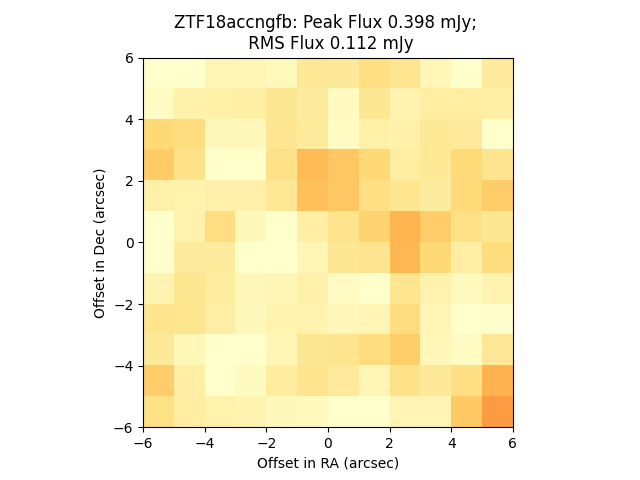 ZTF18accngfb: Peak Flux 0.398 mJy;
RMS Flux 0.112 mJy
6
4
2
0
−2
−4
−6
Offset in Dec (arcsec)
−6 −4 −2 0 2 4 6
Offset in RA (arcsec)